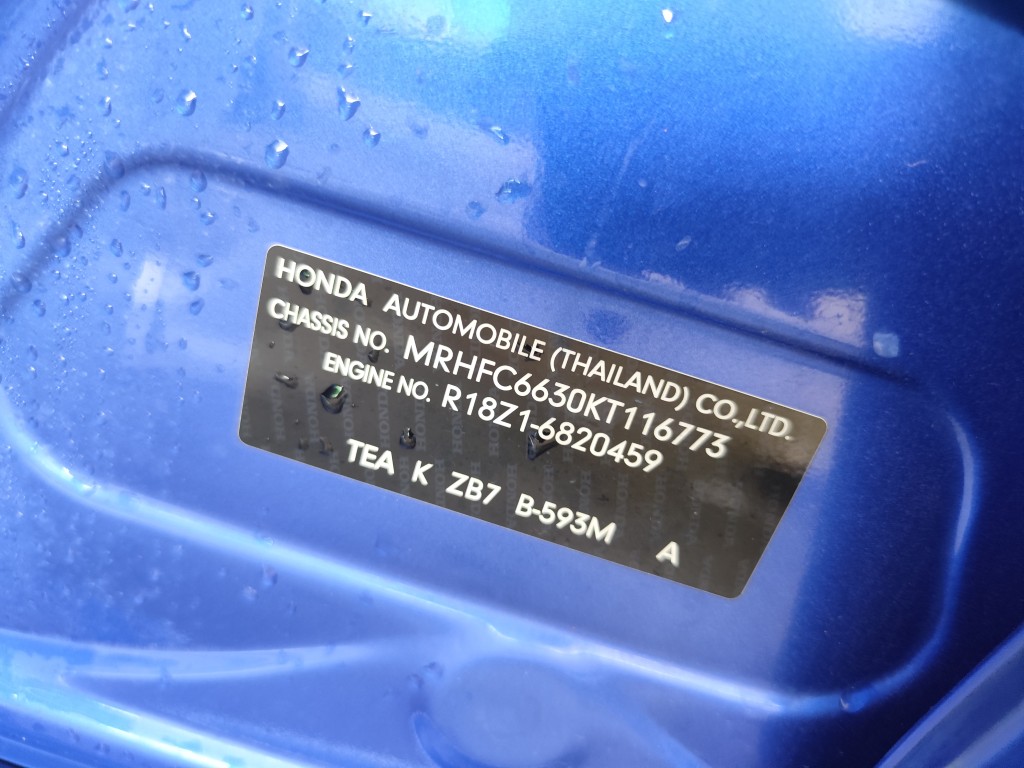 HONDA AUTOMOBILE (THAILAND) CO.,LTD.
CHASSIS NO. MRHFC6630KT116773
ENGINE NO. R18Z1-6820459
TEA K ZB7 B-593M A